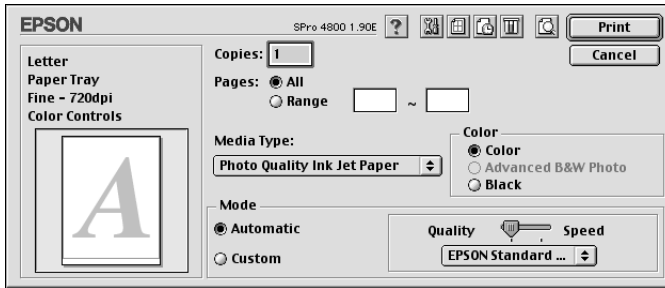 EPSON
SPro 4800 1.90E
?
Print
Cancel
Letter
Paper Tray
Fine - 720dpi
Color Controls
A
Copies: 1
Pages: All
Range ~
Media Type:
Photo Quality Ink Jet Paper
Color
Color
Advanced B&W Photo
Black
Mode
Automatic
Custom
Quality Speed
EPSON Standard ...